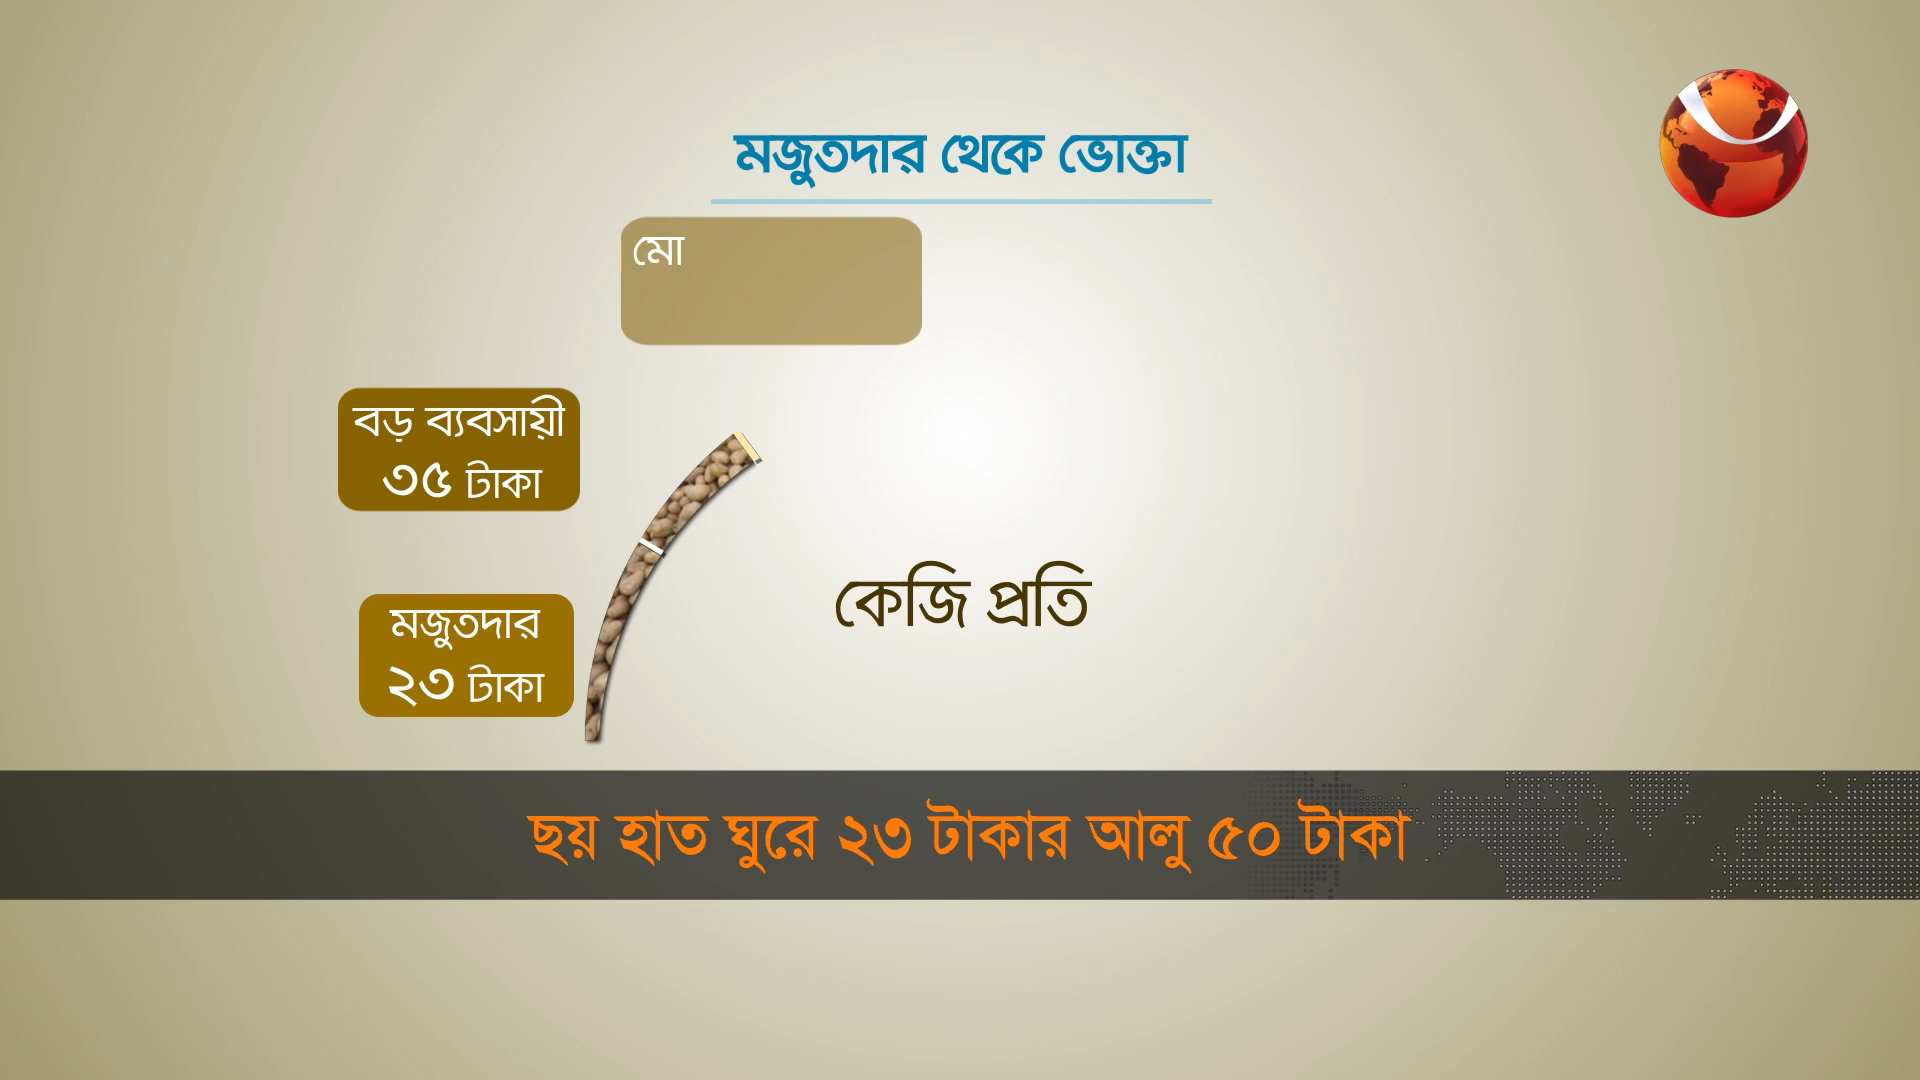 মজুতদার থেকে ভোক্তা
মো
বড় ব্যবসায়ী
৩৫ টাকা
মজুতদার
২৩ টাকা
কেজি প্রতি
ছয় হাত ঘুরে ২৩ টাকার আলু ৫০ টাকা